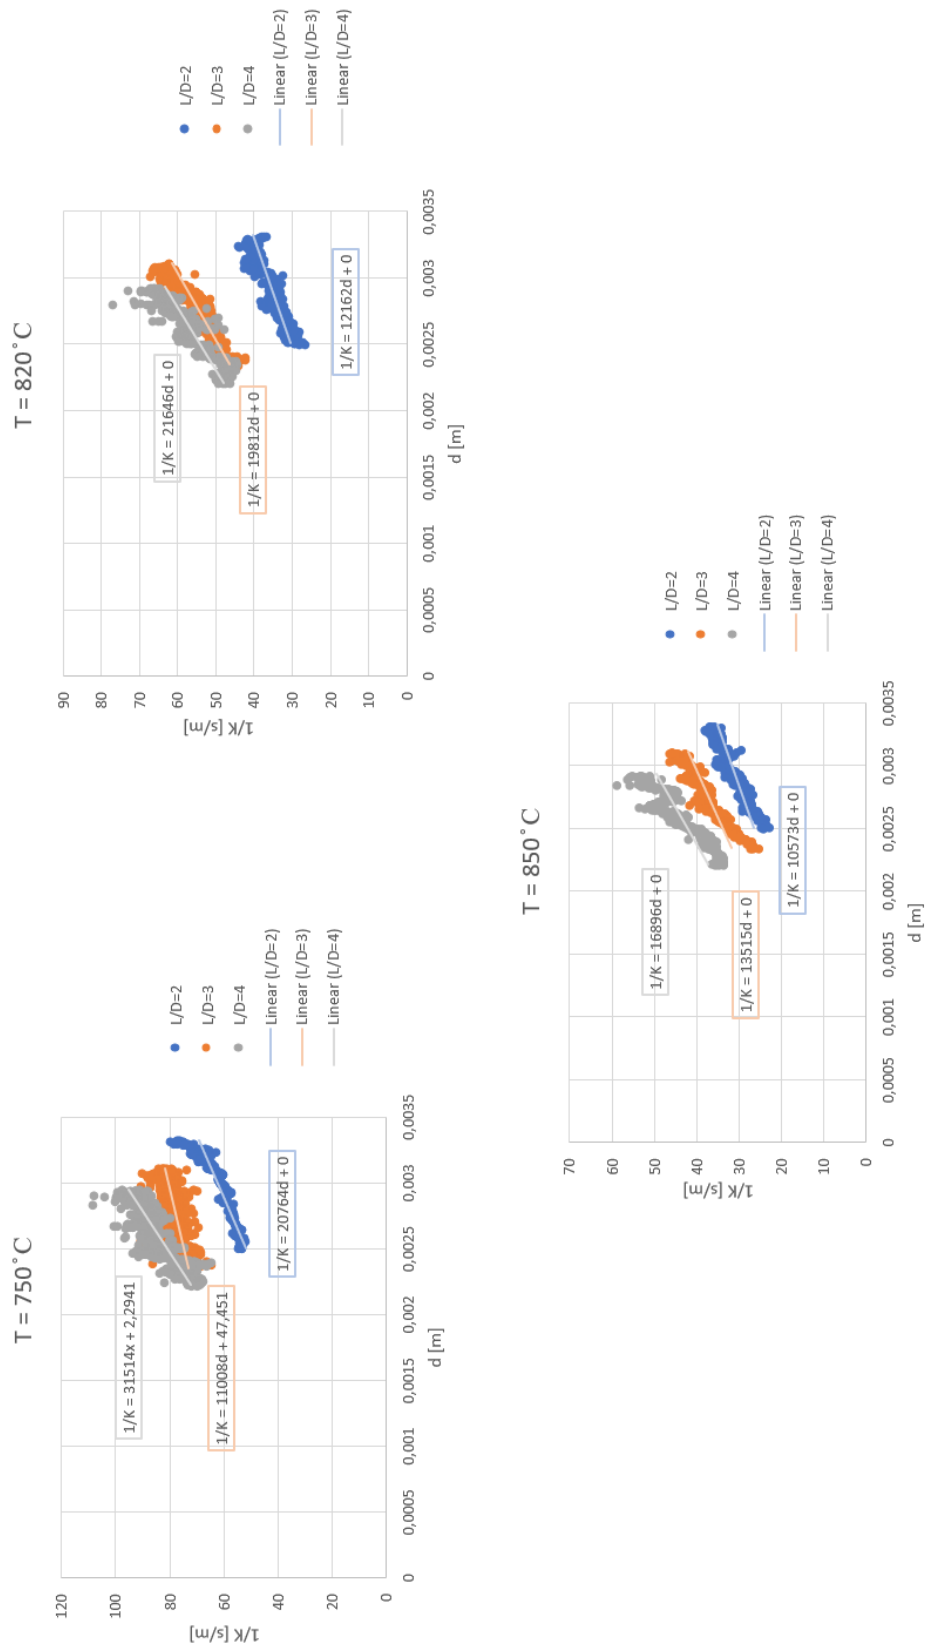 T = 750°C
120
100
80
60
40
20
0
1/K [s/m]
0
0,0005
0,001
0,0015
0,002
0,0025
0,003
0,0035
d [m]
1/K = 31514x + 2,2941
1/K = 11008d + 47,451
1/K = 20764d + 0
L/D=2
L/D=3
L/D=4
Linear (L/D=2)
Linear (L/D=3)
Linear (L/D=4)
T = 820°C
90
80
70
60
50
40
30
20
10
0
1/K [s/m]
0
0,0005
0,001
0,0015
0,002
0,0025
0,003
0,0035
d [m]
1/K = 21646d + 0
1/K = 19812d + 0
1/K = 12162d + 0
L/D=2
L/D=3
L/D=4
Linear (L/D=2)
Linear (L/D=3)
Linear (L/D=4)
T = 850°C
70
60
50
40
30
20
10
0
1/K [s/m]
0
0,0005
0,001
0,0015
0,002
0,0025
0,003
0,0035
d [m]
1/K = 16896d + 0
1/K = 13515d + 0
1/K = 10573d + 0
L/D=2
L/D=3
L/D=4
Linear (L/D=2)
Linear (L/D=3)
Linear (L/D=4)